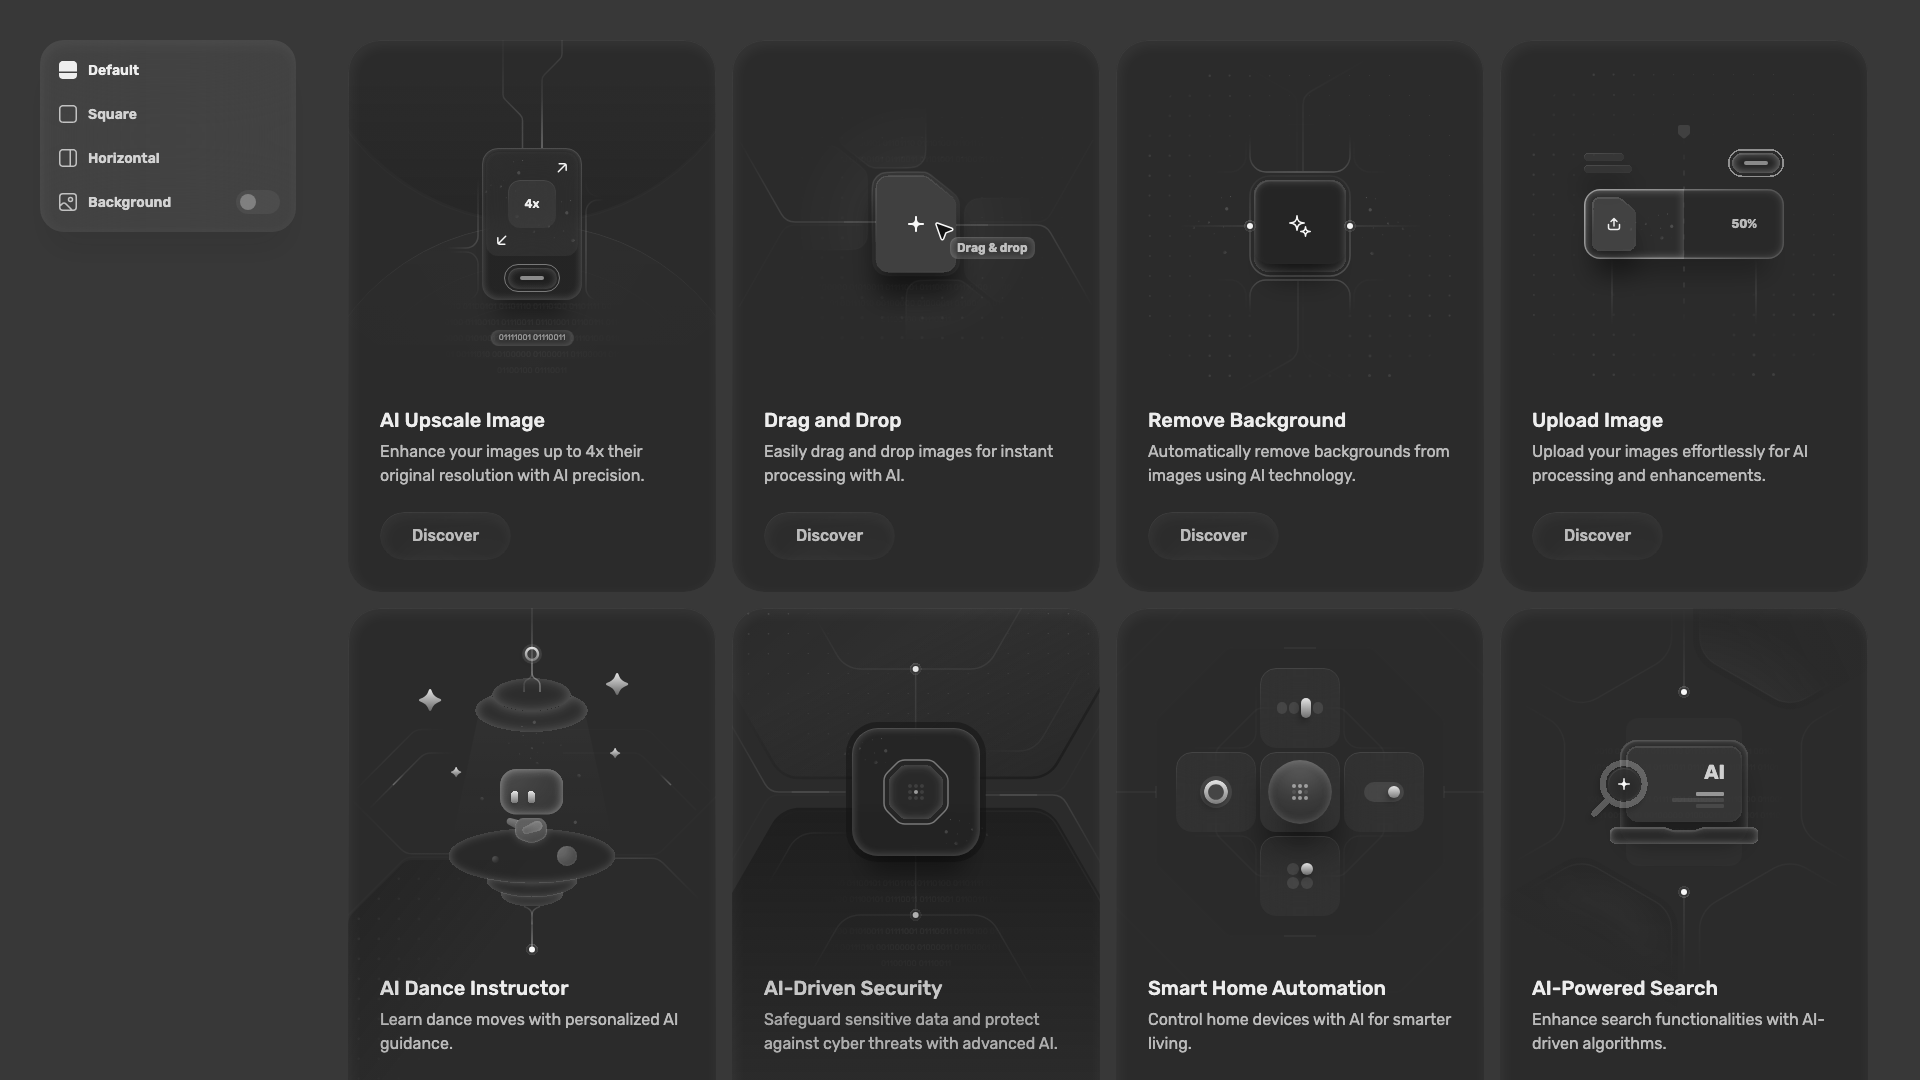 Default
Square
Horizontal
Background
4x
01111001 01110011
AI Upscale Image
Enhance your images up to 4x their
original resolution with AI precision.
Discover
Drag & drop
Drag and Drop
Easily drag and drop images for instant
processing with AI.
Discover
Remove Background
Automatically remove backgrounds from
images using AI technology.
Discover
50%
Upload Image
Upload your images effortlessly for AI
processing and enhancements.
Discover
AI Dance Instructor
Learn dance moves with personalized AI
guidance.
AI-Driven Security
Safeguard sensitive data and protect
against cyber threats with advanced AI.
Smart Home Automation
Control home devices with AI for smarter
living.
AI
AI-Powered Search
Enhance search functionalities with AI-
driven algorithms.